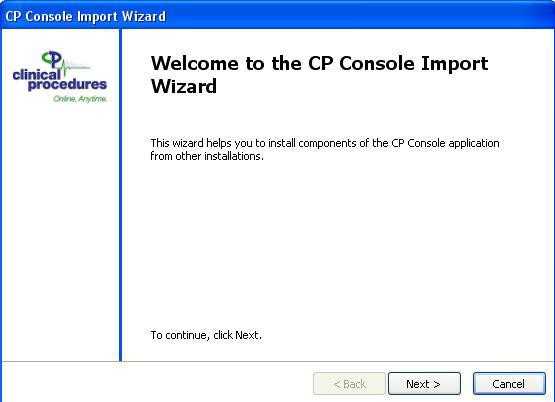 CP Console Import Wizard
CP
clinical
procedures
Online, Anytime.
Welcome to the CP Console Import
Wizard
This wizard helps you to install components of the CP Console application
from other installations.
To continue, click Next.
< Back
Next >
Cancel